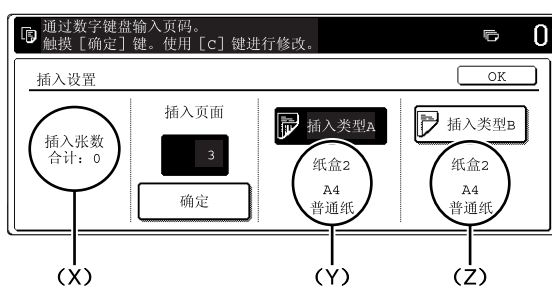 通过数字键盘输入页码。
触摸［确定］键。使用［C］键进行修改。
0
插入设置
OK
插入张数
合计：0
插入页面
3
确定
插入类型A
纸盒2
A4
普通纸
插入类型B
纸盒2
A4
普通纸
(X)
(Y)
(Z)